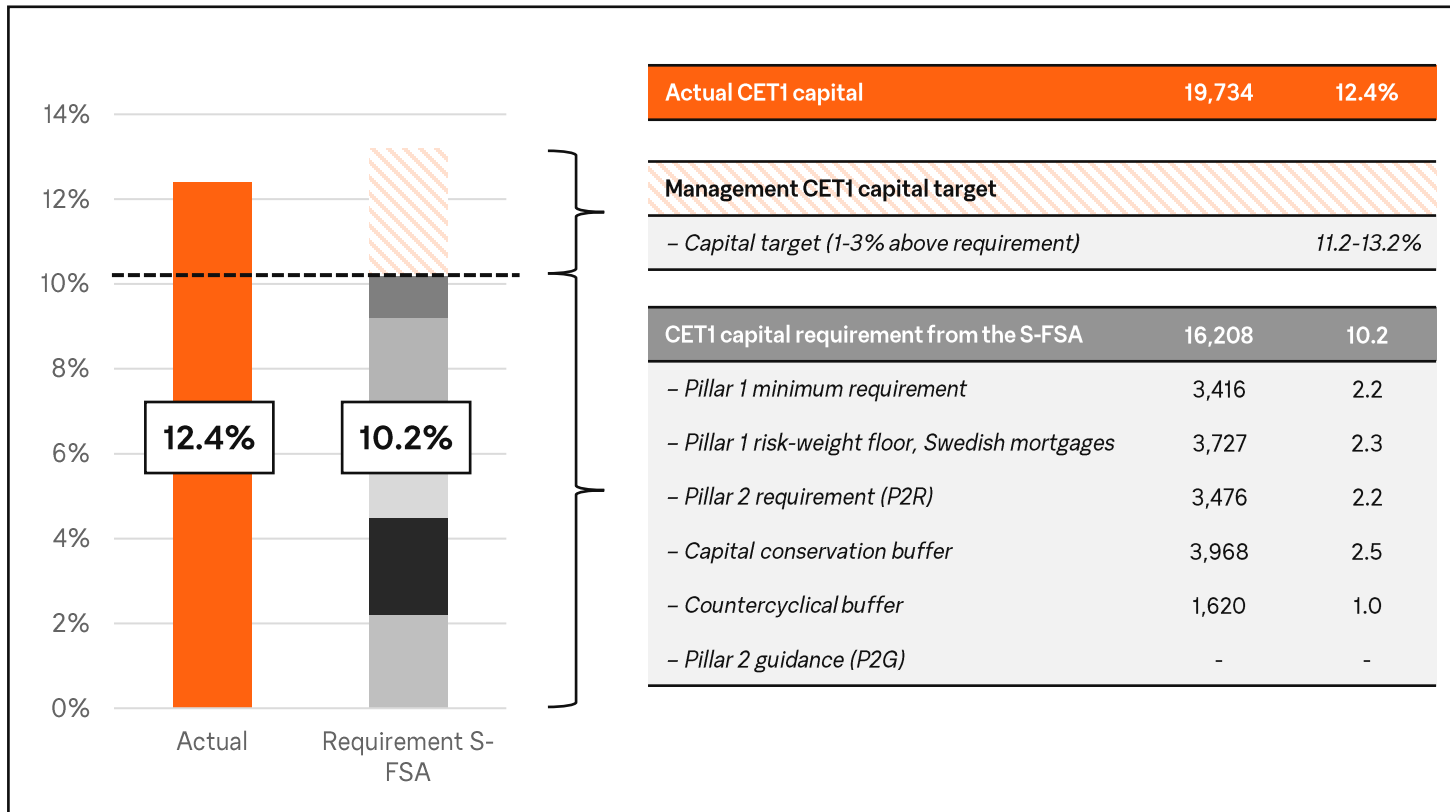 14%
12%
10%
8%
6%
4%
2%
0%
12.4%
10.2%
Actual
Requirement S-
FSA
Actual CET1 capital 19,734 12.4%
Management CET1 capital target
– Capital target (1-3% above requirement) 11.2-13.2%
CET1 capital requirement from the S-FSA 16,208 10.2
– Pillar 1 minimum requirement 3,416 2.2
– Pillar 1 risk-weight floor, Swedish mortgages 3,727 2.3
– Pillar 2 requirement (P2R) 3,476 2.2
– Capital conservation buffer 3,968 2.5
– Countercyclical buffer 1,620 1.0
– Pillar 2 guidance (P2G) - -